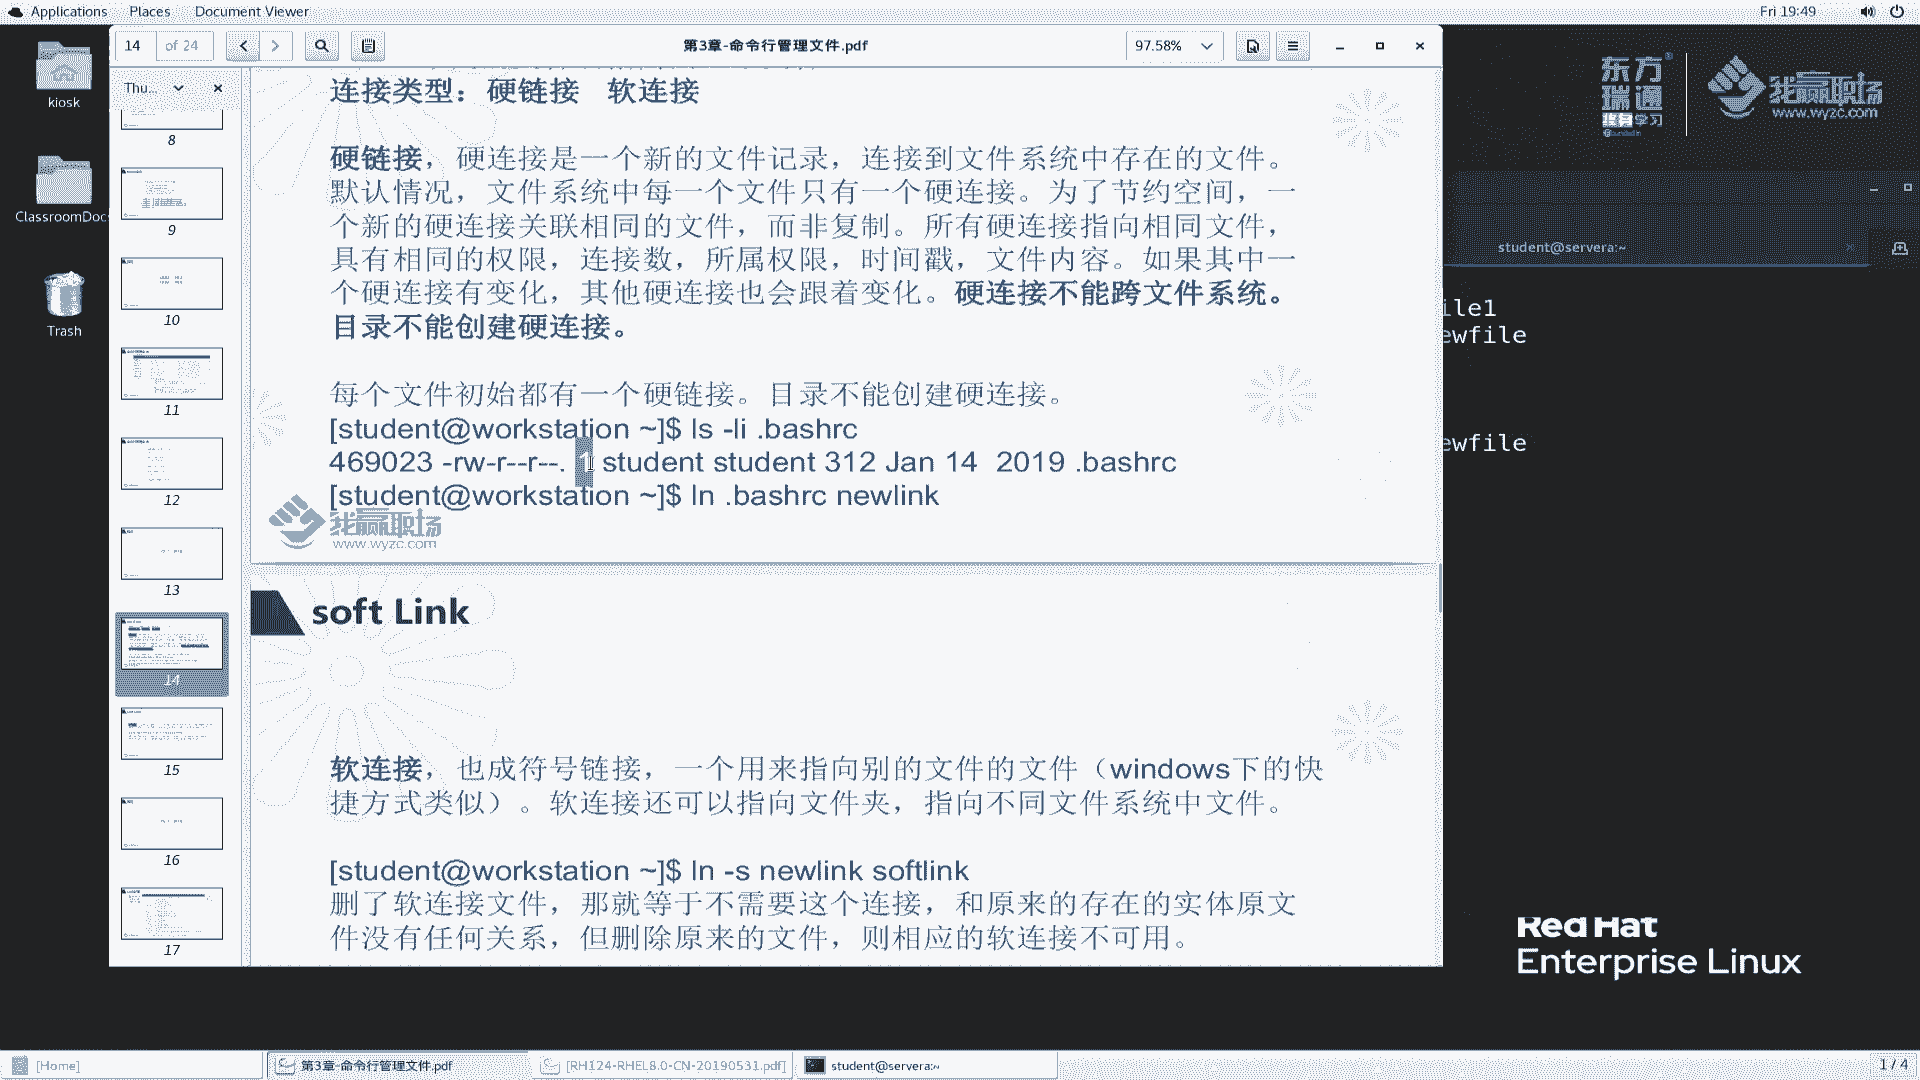 Applications Places Document Viewer
Fri 19:49
14 of 24
第3章-命令行管理文件.pdf
97.58%
Thu...
kiosk
ClassroomDoc
Trash
8
9
10
11
12
13
14
15
16
17
连接类型：硬链接 软连接
硬链接，硬连接是一个新的文件记录，连接到文件系统中存在的文件。
默认情况，文件系统中每一个文件只有一个硬连接。为了节约空间，一
个新的硬连接关联相同的文件，而非复制。所有硬连接指向相同文件，
具有相同的权限，连接数，所属权限，时间戳，文件内容。如果其中一
个硬连接有变化，其他硬连接也会跟着变化。硬连接不能跨文件系统。
目录不能创建硬连接。
每个文件初始都有一个硬链接。目录不能创建硬连接。
[student@workstation ~]$ ls -li .bashrc
469023 -rw-r--r--. 1 student student 312 Jan 14 2019 .bashrc
[student@workstation ~]$ ln .bashrc newlink
我赢职场
www.wyzc.com
soft Link
软连接，也成符号链接，一个用来指向别的文件的文件（windows下的快
捷方式类似）。软连接还可以指向文件夹，指向不同文件系统中文件。
[student@workstation ~]$ ln -s newlink softlink
删了软连接文件，那就等于不需要这个连接，和原来的存在的实体原文
件没有任何关系，但删除原来的文件，则相应的软连接不可用。
东方
瑞通
学习
我赢职场
www.wyzc.com
student@servera:~
ile1
ewfile
ewfile
Red Hat
Enterprise Linux
[Home]
第3章-命令行管理文件.pdf
[RH124-RHEL8.0-CN-20190531.pdf]
student@servera:~
1 / 4